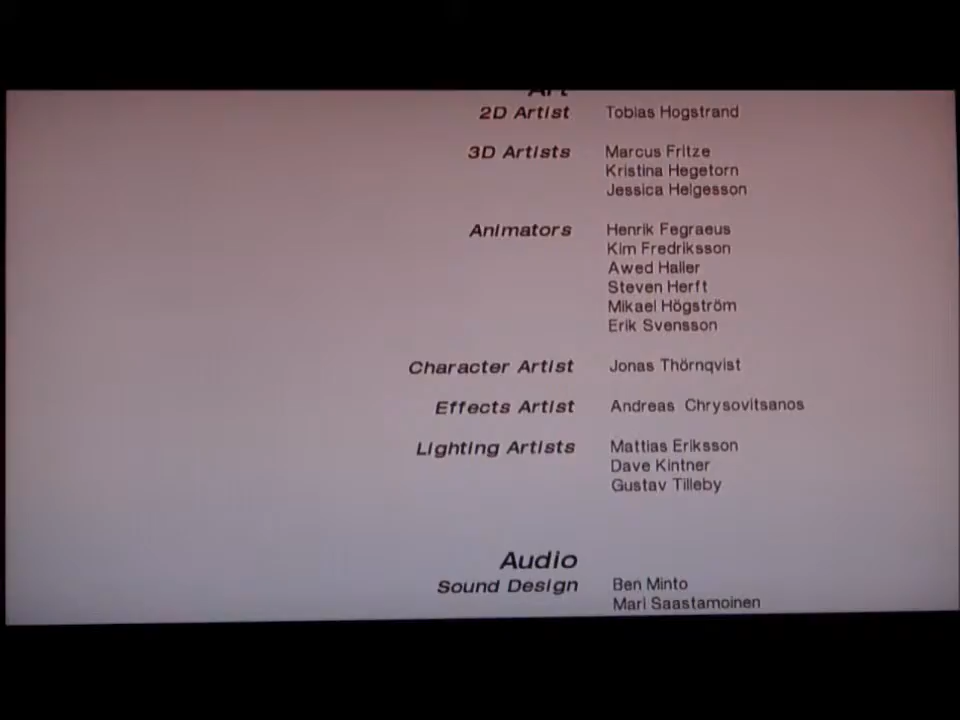 Art
2D Artist Tobias Hogstrand
3D Artists Marcus Fritze
Kristina Hegetorn
Jessica Helgesson
Animators Henrik Fegraeus
Kim Fredriksson
Awed Haller
Steven Herft
Mikael Högström
Erik Svensson
Character Artist Jonas Thörnqvist
Effects Artist Andreas Chrysovitsanos
Lighting Artists Mattias Eriksson
Dave Kintner
Gustav Tilleby
Audio
Sound Design Ben Minto
Mari Saastamoinen